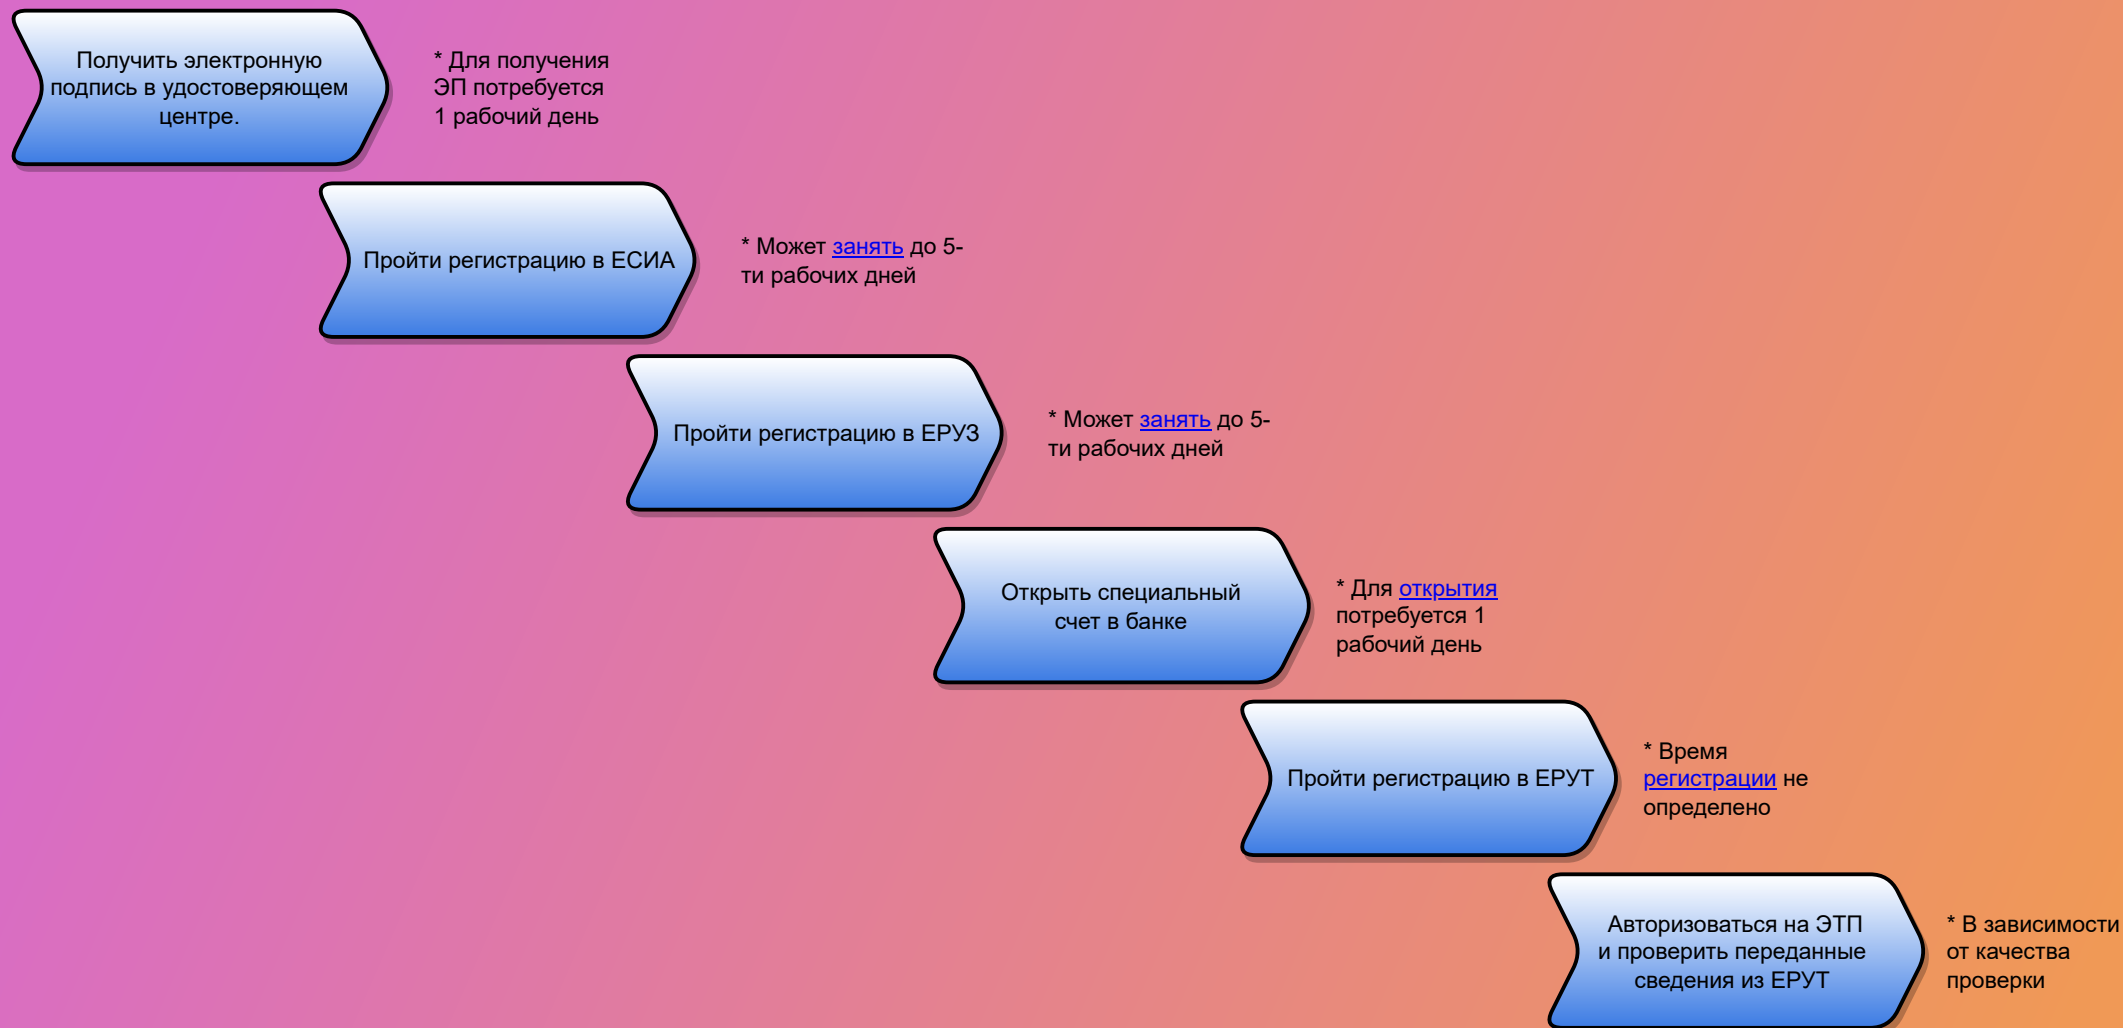 Получить электронную
подпись в удостоверяющем
центре.
* Для получения
ЭП потребуется
1 рабочий день
Пройти регистрацию в ЕСИА
* Может занять до 5-
ти рабочих дней
Пройти регистрацию в ЕРУЗ
* Может занять до 5-
ти рабочих дней
Открыть специальный
счет в банке
* Для открытия
потребуется 1
рабочий день
Пройти регистрацию в ЕРУТ
* Время
регистрации не
определено
Авторизоваться на ЭТП
и проверить переданные
сведения из ЕРУТ
* В зависимости
от качества
проверки